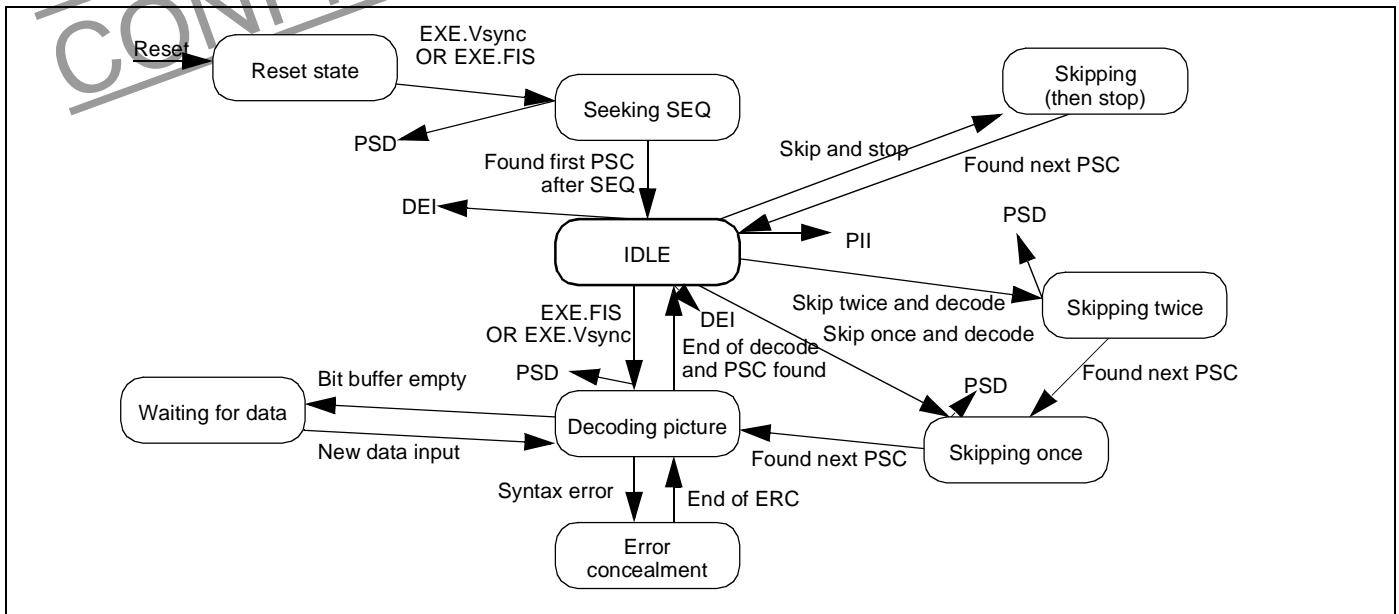 CONFI
Reset
EXE.Vsync
OR EXE.FIS
Reset state
Skipping
(then stop)
Seeking SEQ
PSD
Skip and stop
Found first PSC
after SEQ
Found next PSC
DEI
PSD
IDLE
PII
Skip twice and decode
Skipping twice
EXE.FIS
OR EXE.Vsync
DEI
Skip once and decode
End of decode
and PSC found
PSD
Bit buffer empty
Found next PSC
PSD
Waiting for data
Decoding picture
New data input
Found next PSC
Skipping once
Syntax error
End of ERC
Error
concealment